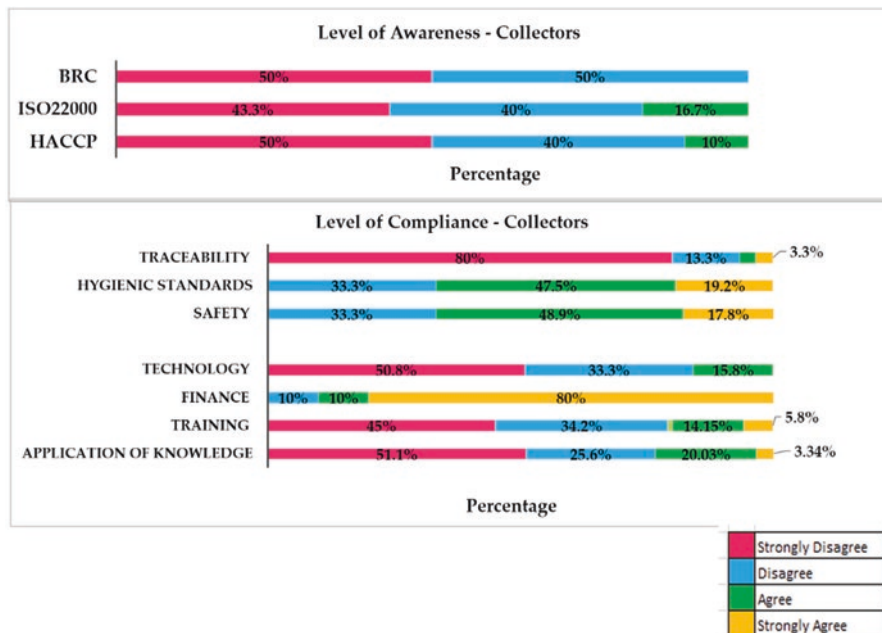 Level of Awareness - Collectors
BRC 50% 50%
ISO22000 43.3% 40% 16.7%
HACCP 50% 40% 10%
Percentage
Level of Compliance - Collectors
TRACEABILITY 80% 13.3% 3.3%
HYGIENIC STANDARDS 33.3% 47.5% 19.2%
SAFETY 33.3% 48.9% 17.8%
TECHNOLOGY 50.8% 33.3% 15.8%
FINANCE 10% 10% 80%
TRAINING 45% 34.2% 14.15% 5.8%
APPLICATION OF KNOWLEDGE 51.1% 25.6% 20.03% 3.34%
Percentage
Strongly Disagree
Disagree
Agree
Strongly Agree